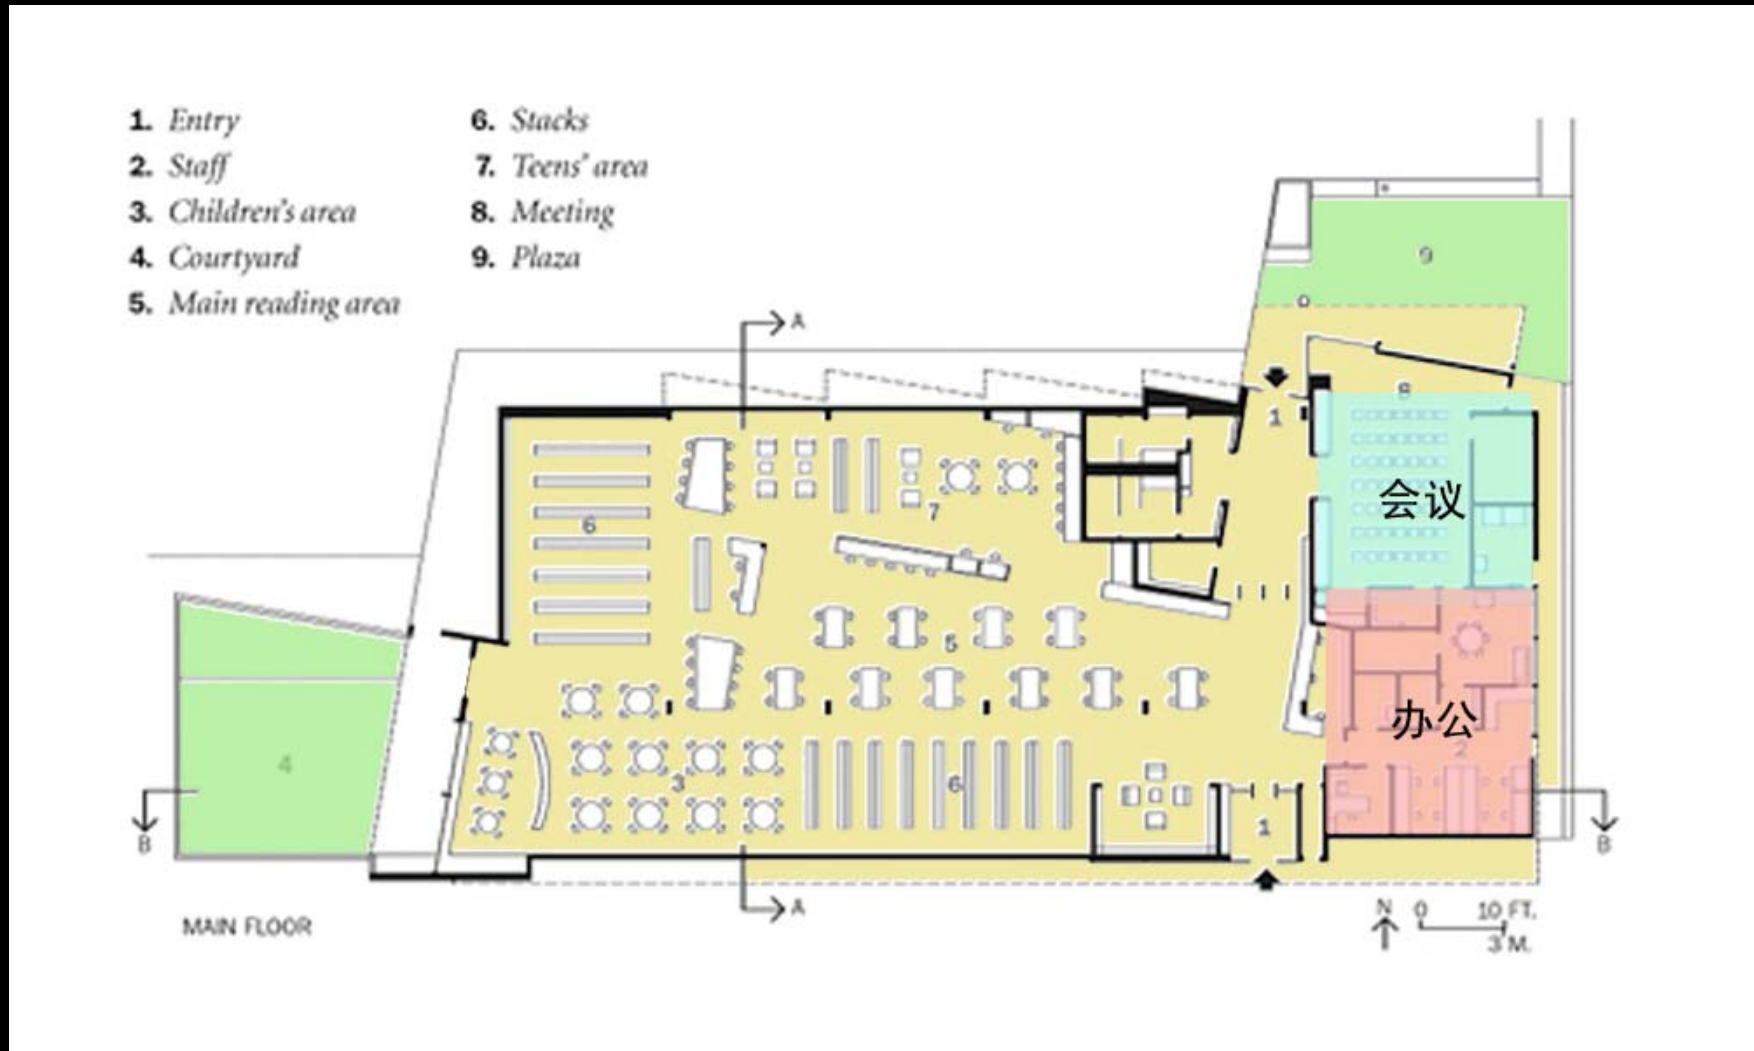 1. Entry
2. Staff
3. Children's area
4. Courtyard
5. Main reading area
6. Stacks
7. Teens' area
8. Meeting
9. Plaza
9
A
8
1
会议
6
7
5
办公
2
4
3
6
1
B
B
A
MAIN FLOOR
N
0 10 FT.
3 M.